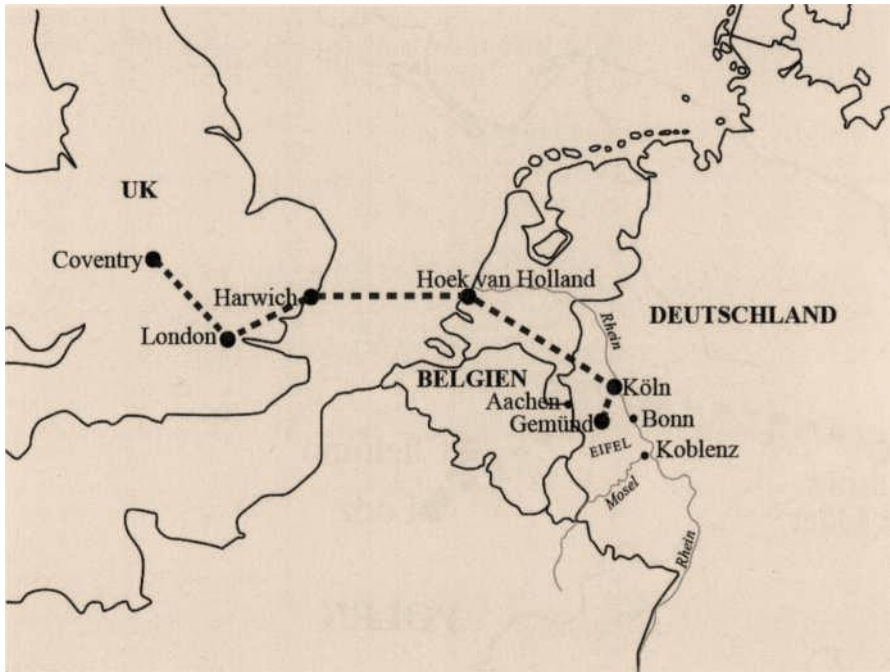 UK
Coventry
Harwich
London
Hoek van Holland
Rhein
DEUTSCHLAND
BELGIEN
Köln
Aachen
Gemünd
Bonn
EIFEL
Koblenz
Mosel
Rhein